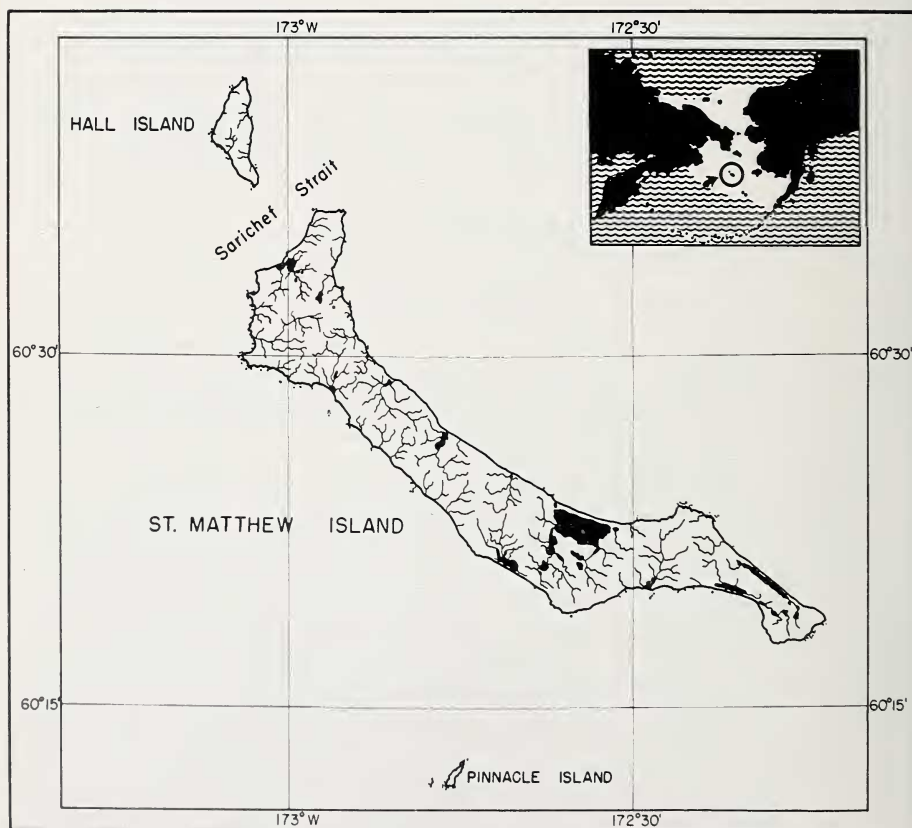 173°W 172°30'
HALL ISLAND
Sarichef Strait
60°30' 60°30'
ST. MATTHEW ISLAND
60°15' 60°15'
PINNACLE ISLAND
173°W 172°30'